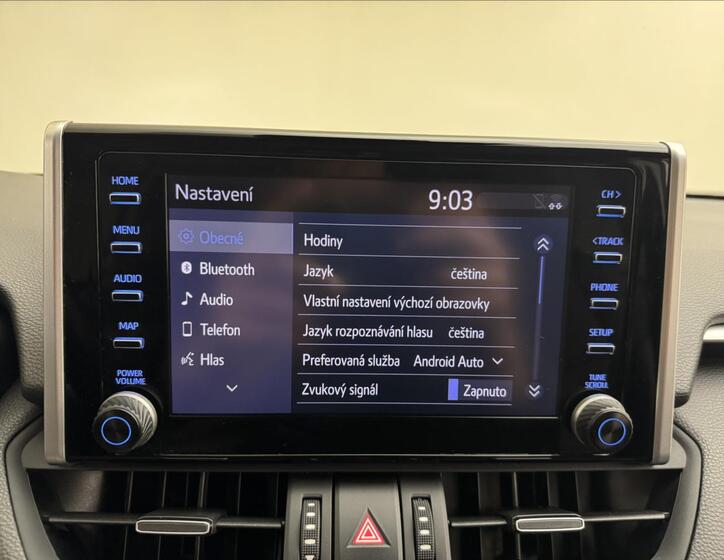 HOME
MENU
AUDIO
MAP
POWER
VOLUME
Nastavení
9:03
Obecné
Bluetooth
Audio
Telefon
Hlas
Hodiny
Jazyk čeština
Vlastní nastavení výchozí obrazovky
Jazyk rozpoznávání hlasu čeština
Preferovaná služba Android Auto
Zvukový signál Zapnuto
CH >
< TRACK
PHONE
SETUP
TUNE
SCROLL